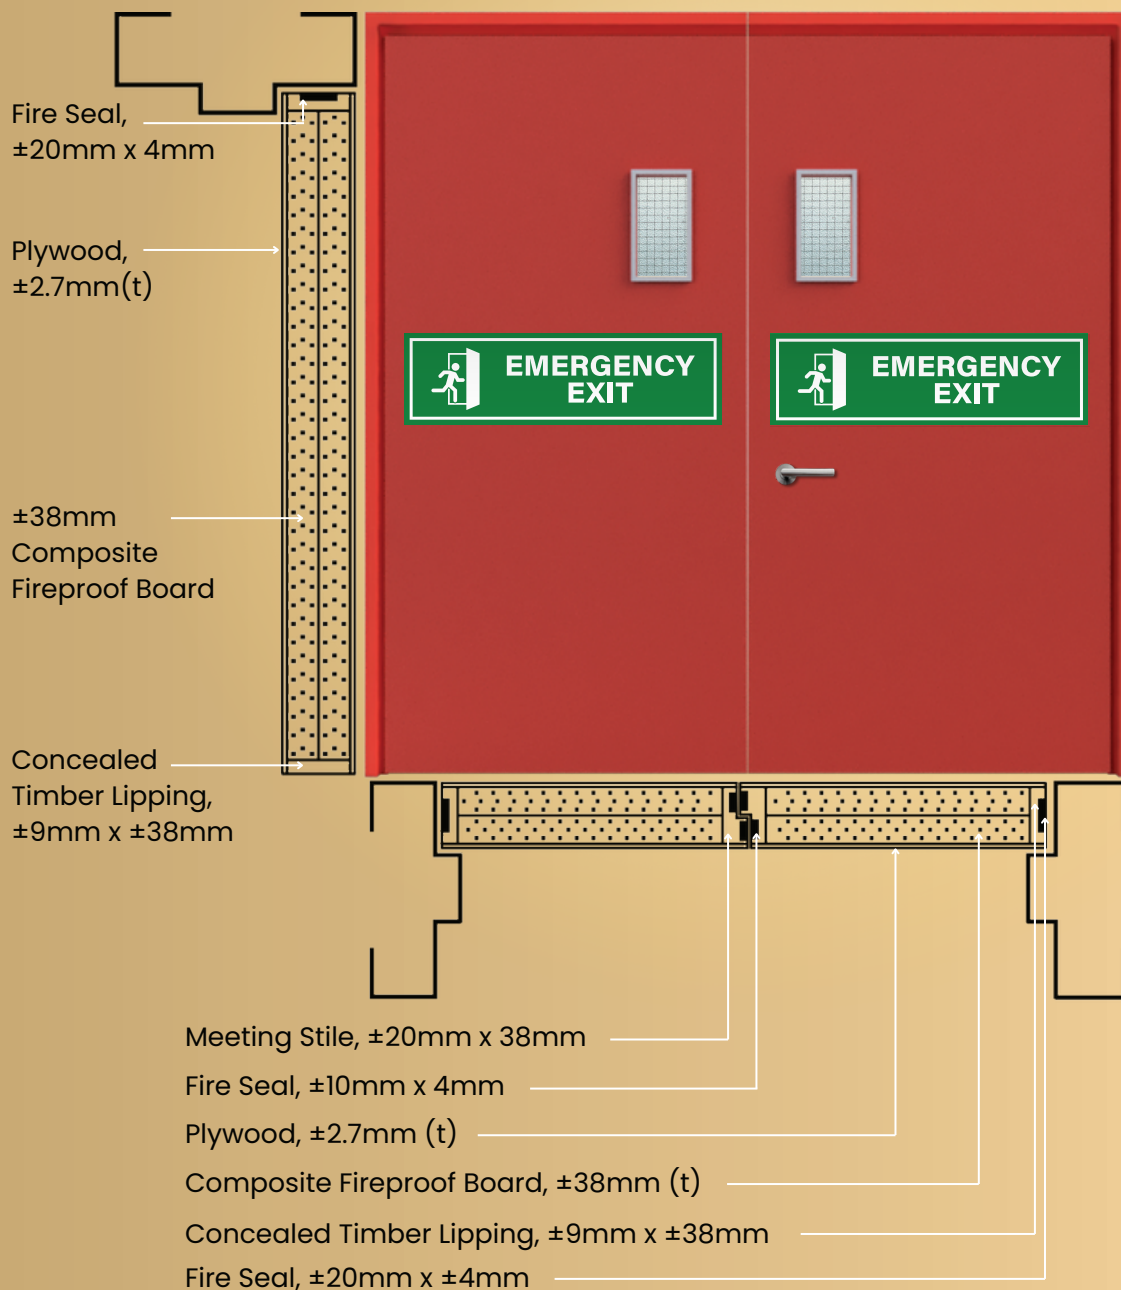 Fire Seal,
±20mm x 4mm
Plywood,
±2.7mm(t)
±38mm
Composite
Fireproof Board
Concealed
Timber Lipping,
±9mm x ±38mm
EMERGENCY
EXIT
EMERGENCY
EXIT
Meeting Stile, ±20mm x 38mm
Fire Seal, ±10mm x 4mm
Plywood, ±2.7mm (t)
Composite Fireproof Board, ±38mm (t)
Concealed Timber Lipping, ±9mm x ±38mm
Fire Seal, ±20mm x ±4mm